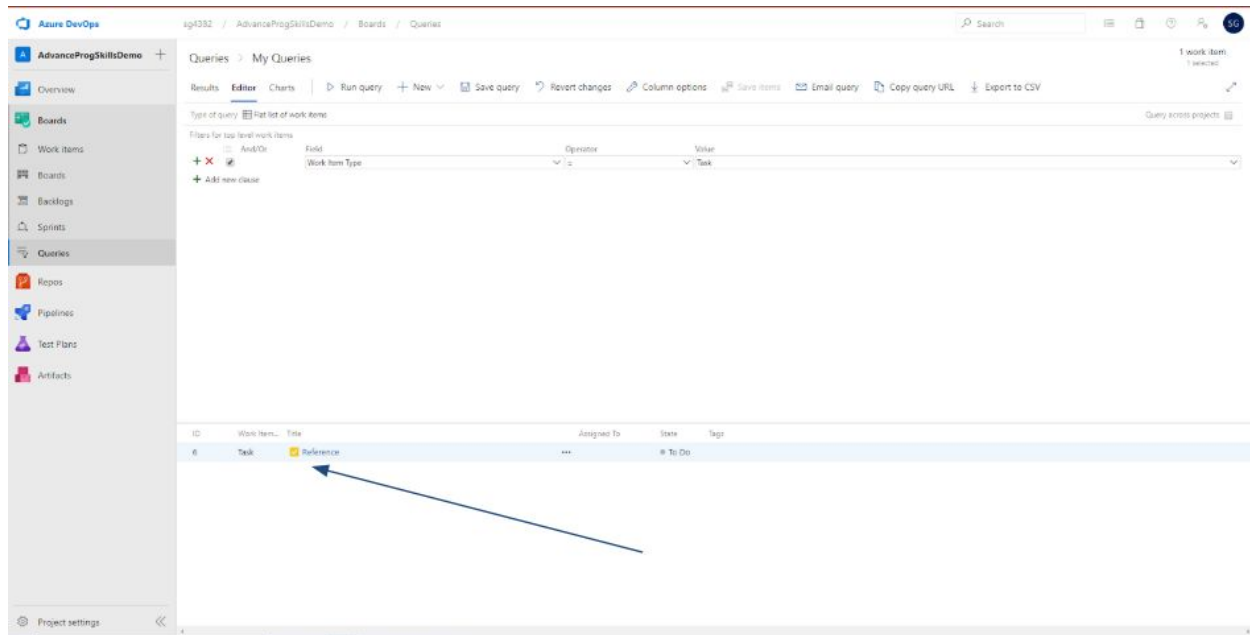 Azure DevOps
sg4392 / AdvanceProgSkillsDemo / Boards / Queries
Search
SG
A AdvanceProgSkillsDemo
Overview
Boards
Work items
Boards
Backlogs
Sprints
Queries
Repos
Pipelines
Test Plans
Artifacts
Project settings
Queries > My Queries
1 work item
1 selected
Results Editor Charts Run query New Save query Revert changes Column options Save items Email query Copy query URL Export to CSV
Type of query Flat list of work items
Query across projects
Filters for top level work items
And/Or Field Operator Value
Work Item Type = Task
Add new clause
ID Work Item... Title Assigned To State Tags
6 Task Reference ... To Do